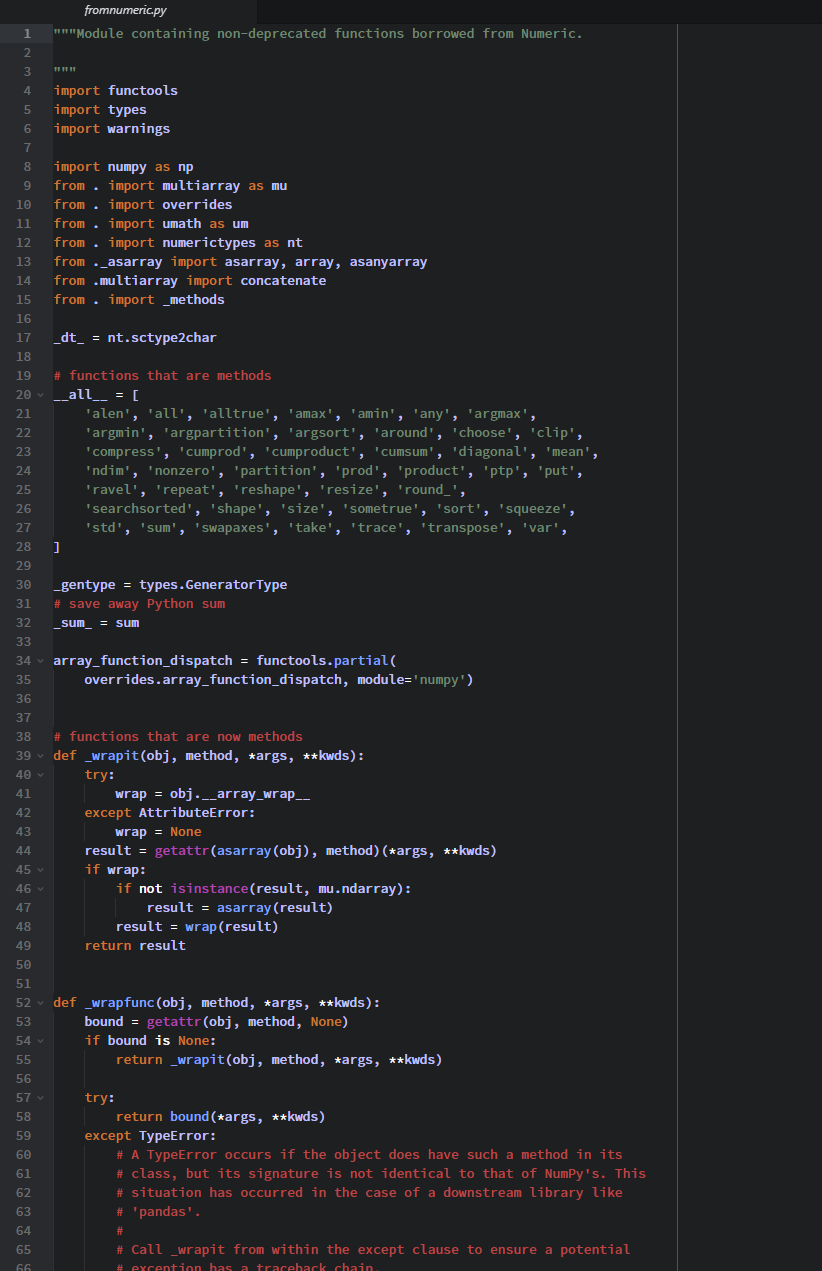 fromnumeric.py
1 """Module containing non-deprecated functions borrowed from Numeric.
2
3 """
4 import functools
5 import types
6 import warnings
7
8 import numpy as np
9 from . import multiarray as mu
10 from . import overrides
11 from . import umath as um
12 from . import numerictypes as nt
13 from ._asarray import asarray, array, asanyarray
14 from .multiarray import concatenate
15 from . import _methods
16
17 _dt_ = nt.sctype2char
18
19 # functions that are methods
20 __all__ = [
21     'alen', 'all', 'alltrue', 'amax', 'amin', 'any', 'argmax',
22     'argmin', 'argpartition', 'argsort', 'around', 'choose', 'clip',
23     'compress', 'cumprod', 'cumproduct', 'cumsum', 'diagonal', 'mean',
24     'ndim', 'nonzero', 'partition', 'prod', 'product', 'ptp', 'put',
25     'ravel', 'repeat', 'reshape', 'resize', 'round_',
26     'searchsorted', 'shape', 'size', 'sometrue', 'sort', 'squeeze',
27     'std', 'sum', 'swapaxes', 'take', 'trace', 'transpose', 'var',
28 ]
29
30 _gentype = types.GeneratorType
31 # save away Python sum
32 _sum_ = sum
33
34 array_function_dispatch = functools.partial(
35     overrides.array_function_dispatch, module='numpy')
36
37
38 # functions that are now methods
39 def _wrapit(obj, method, *args, **kwds):
40     try:
41         wrap = obj.__array_wrap__
42     except AttributeError:
43         wrap = None
44     result = getattr(asarray(obj), method)(*args, **kwds)
45     if wrap:
46         if not isinstance(result, mu.ndarray):
47             result = asarray(result)
48         result = wrap(result)
49     return result
50
51
52 def _wrapfunc(obj, method, *args, **kwds):
53     bound = getattr(obj, method, None)
54     if bound is None:
55         return _wrapit(obj, method, *args, **kwds)
56
57     try:
58         return bound(*args, **kwds)
59     except TypeError:
60         # A TypeError occurs if the object does have such a method in its
61         # class, but its signature is not identical to that of NumPy's. This
62         # situation has occurred in the case of a downstream library like
63         # 'pandas'.
64         #
65         # Call _wrapit from within the except clause to ensure a potential
66         # exception has a traceback chain.